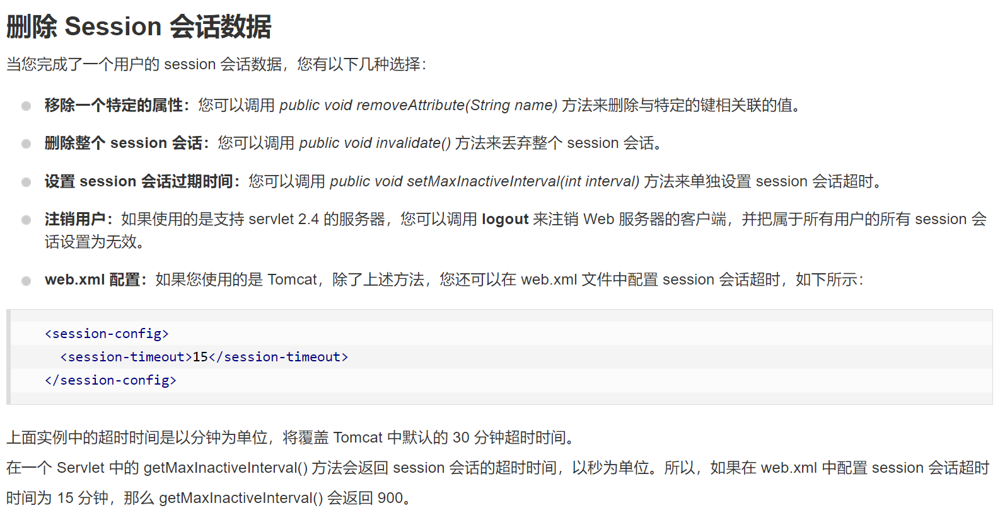 删除 Session 会话数据
当您完成了一个用户的 session 会话数据，您有以下几种选择：
移除一个特定的属性：您可以调用 public void removeAttribute(String name) 方法来删除与特定的键相关联的值。
删除整个 session 会话：您可以调用 public void invalidate() 方法来丢弃整个 session 会话。
设置 session 会话过期时间：您可以调用 public void setMaxInactiveInterval(int interval) 方法来单独设置 session 会话超时。
注销用户：如果使用的是支持 servlet 2.4 的服务器，您可以调用 logout 来注销 Web 服务器的客户端，并把属于所有用户的所有 session 会
话设置为无效。
web.xml 配置：如果您使用的是 Tomcat，除了上述方法，您还可以在 web.xml 文件中配置 session 会话超时，如下所示：
<session-config>
  <session-timeout>15</session-timeout>
</session-config>
上面实例中的超时时间是以分钟为单位，将覆盖 Tomcat 中默认的 30 分钟超时时间。
在一个 Servlet 中的 getMaxInactiveInterval() 方法会返回 session 会话的超时时间，以秒为单位。所以，如果在 web.xml 中配置 session 会话超时
时间为 15 分钟，那么 getMaxInactiveInterval() 会返回 900。